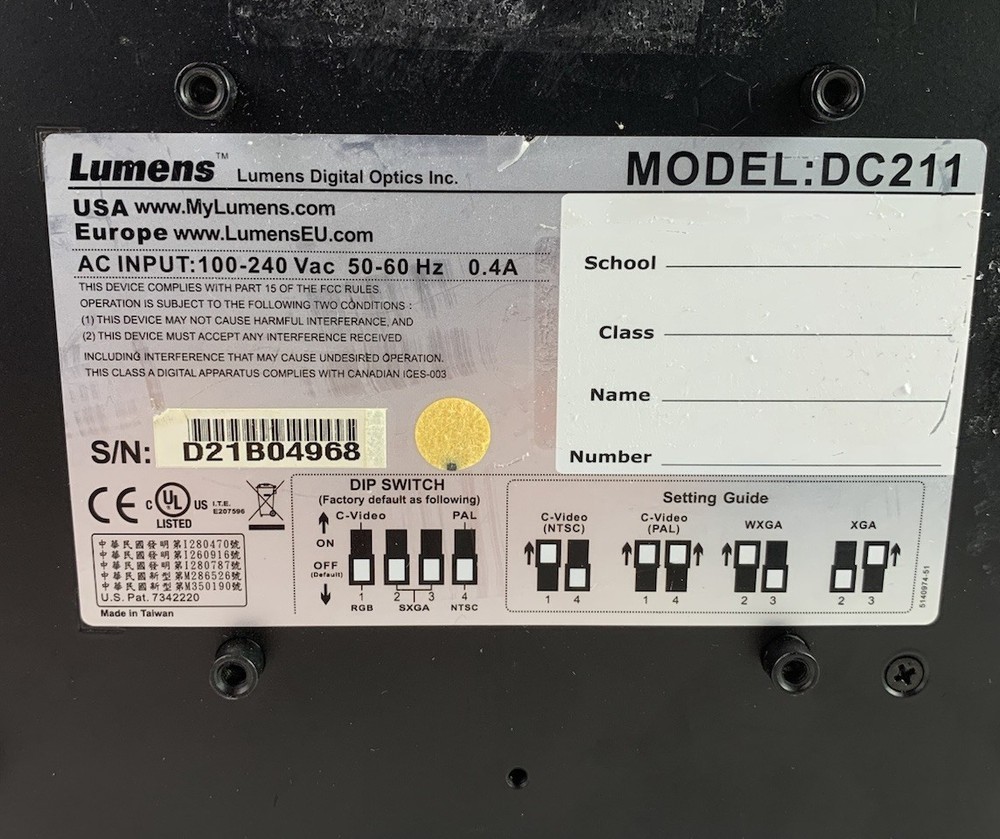 Lumens™ Lumens Digital Optics Inc. MODEL:DC211
USA www.MyLumens.com
Europe www.LumensEU.com
AC INPUT:100-240 Vac 50-60 Hz 0.4A
THIS DEVICE COMPLIES WITH PART 15 OF THE FCC RULES
OPERATION IS SUBJECT TO THE FOLLOWING TWO CONDITIONS :
(1) THIS DEVICE MAY NOT CAUSE HARMFUL INTERFERANCE, AND
(2) THIS DEVICE MUST ACCEPT ANY INTERFERENCE RECEIVED
INCLUDING INTERFERENCE THAT MAY CAUSE UNDESIRED OPERATION.
THIS CLASS A DIGITAL APPARATUS COMPLIES WITH CANADIAN ICES-003
School
Class
Name
Number
S/N: D21B04968
CE C UL US LISTED I.T.E. E207596
中華民國發明第I280470號
中華民國發明第I260916號
中華民國發明第I280787號
中華民國新型第M286526號
中華民國新型第M350190號
U.S. Pat. 7342220
Made in Taiwan
DIP SWITCH
(Factory default as following)
C-Video PAL
ON
OFF
(Default)
1 2 3 4
RGB SXGA NTSC
Setting Guide
C-Video (NTSC) C-Video (PAL) WXGA XGA
1 4 1 4 2 3 2 3
5140974-51